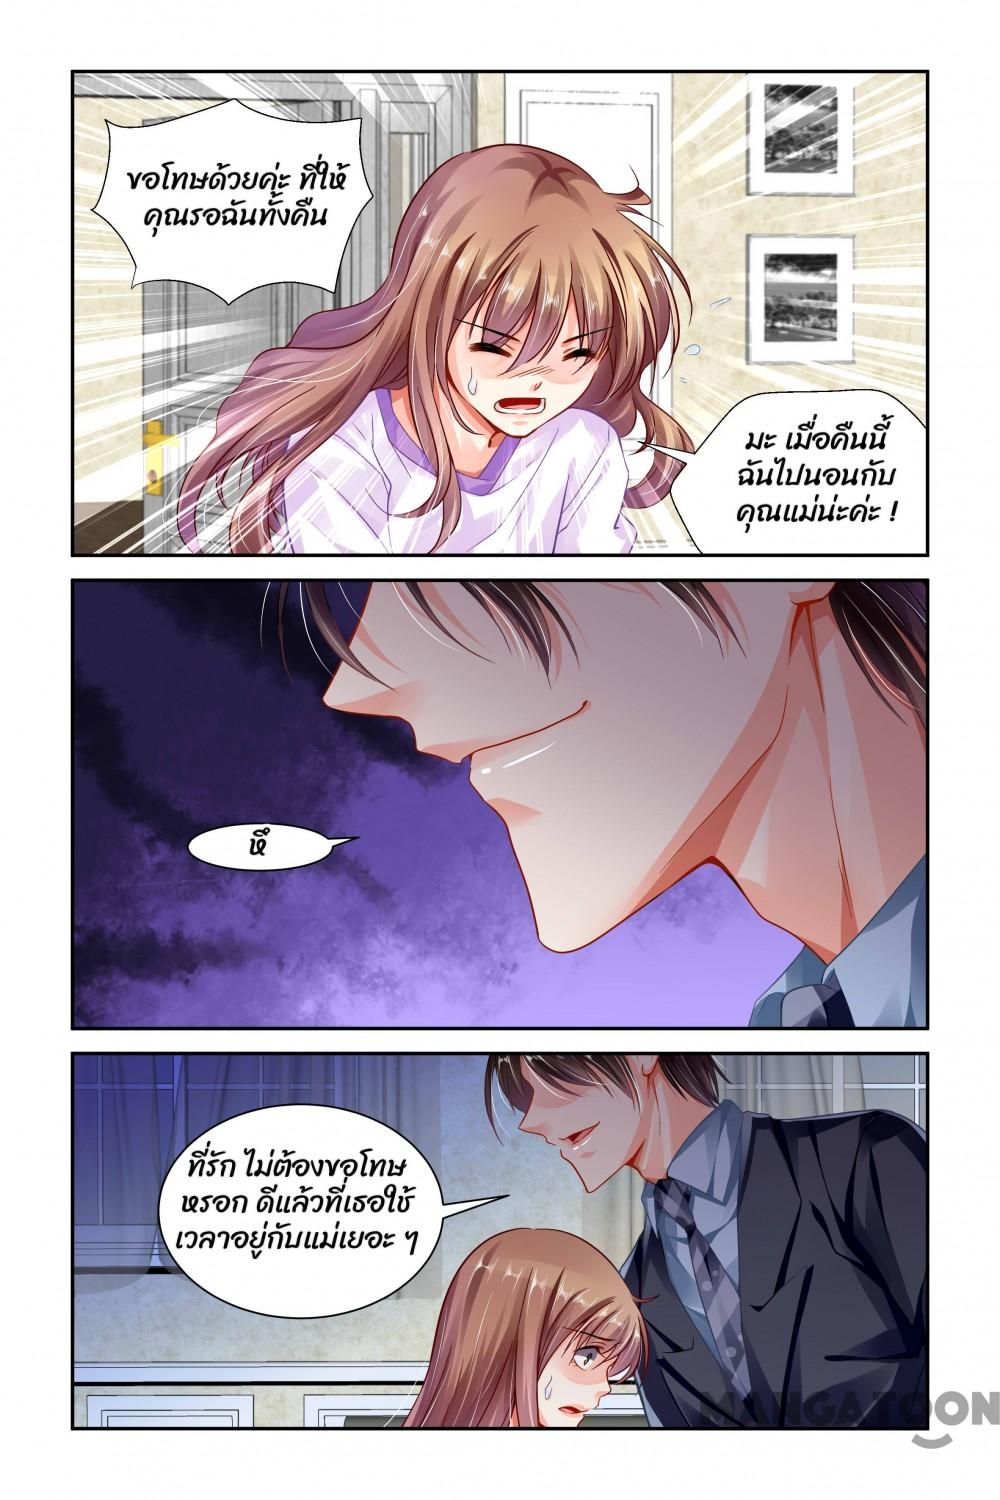 ขอโทษด้วยค่ะ ที่ให้
คุณรอฉันทั้งคืน
มะ เมื่อคืนนี้
ฉันไปนอนกับ
คุณแม่น่ะค่ะ !
หึ
ที่รัก ไม่ต้องขอโทษ
หรอก ดีแล้วที่เธอใช้
เวลาอยู่กับแม่เยอะ ๆ
MANGATOON